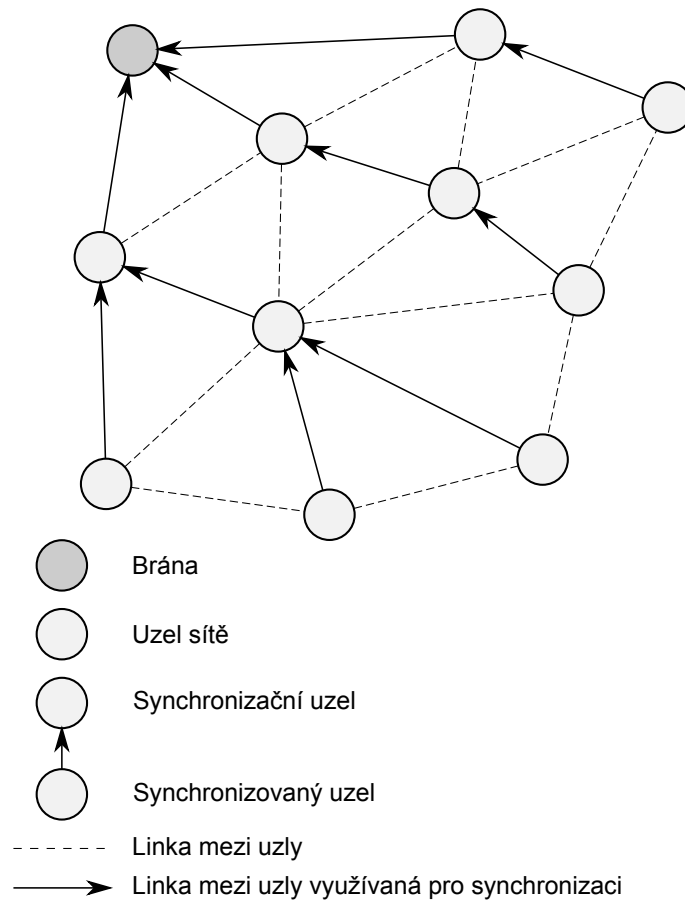 Brána
Uzel sítě
Synchronizační uzel
Synchronizovaný uzel
Linka mezi uzly
Linka mezi uzly využívaná pro synchronizaci